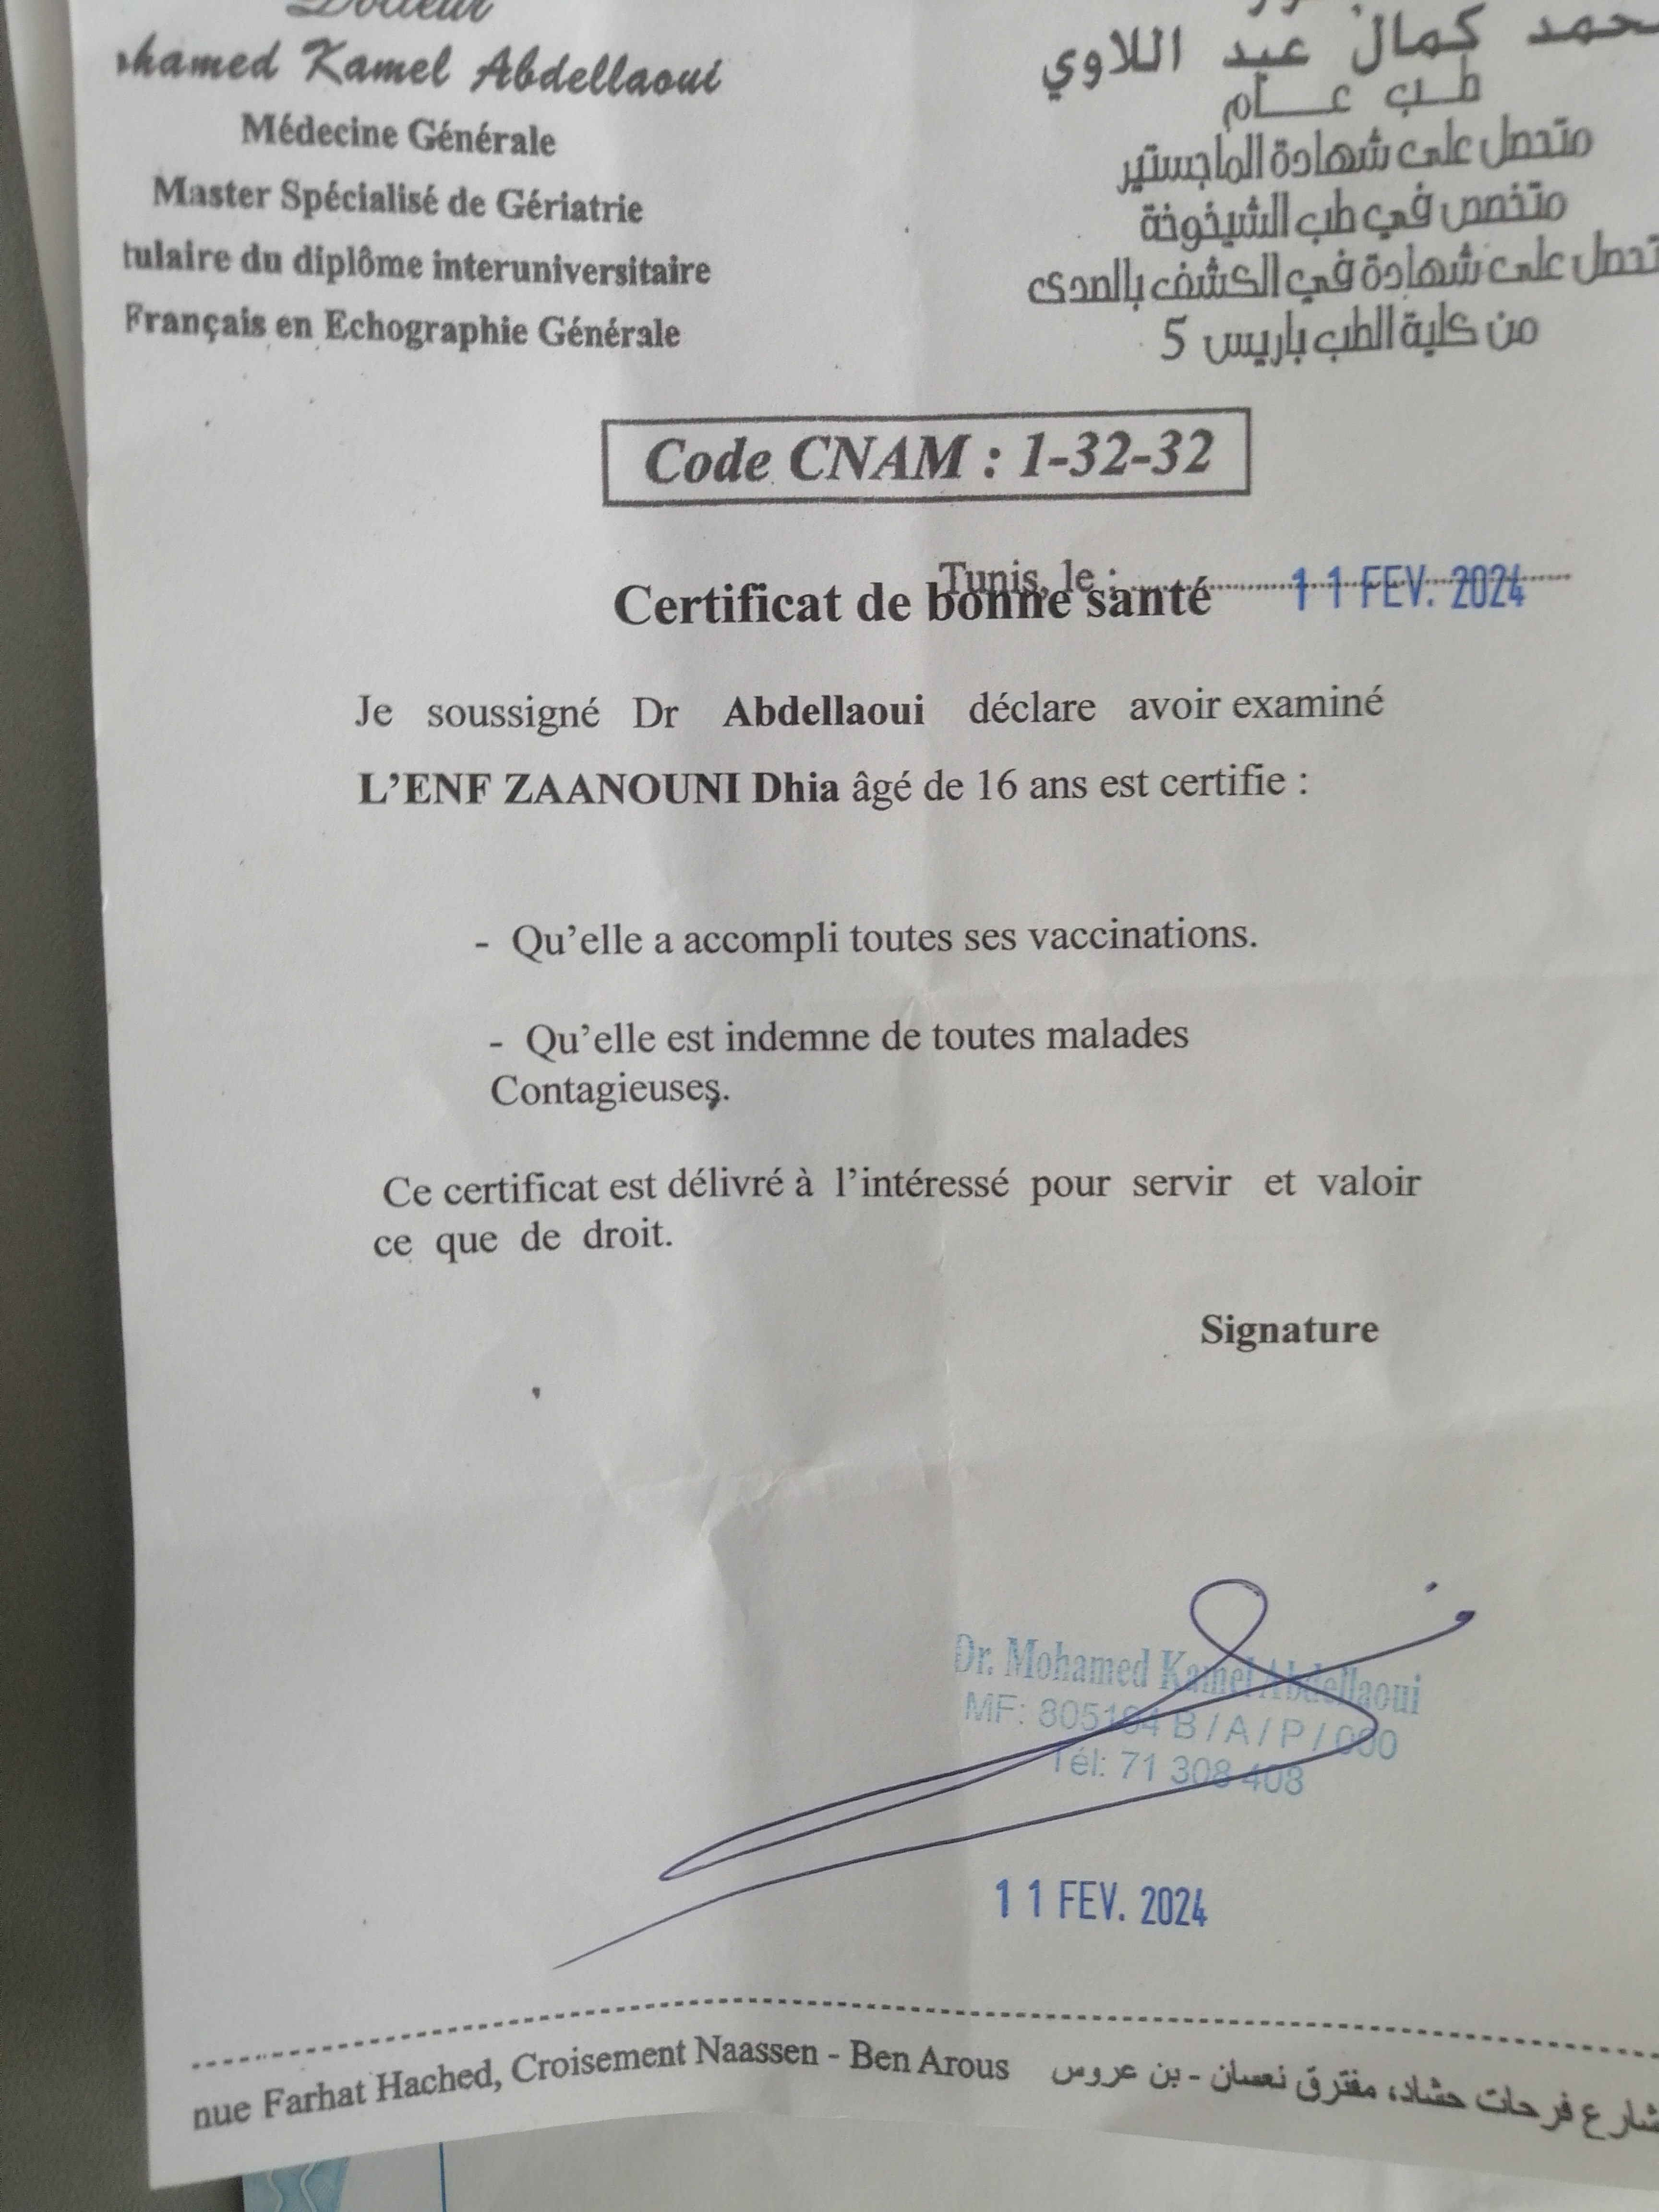 Docteur
ohamed Kamel Abdellaoui
Médecine Générale
Master Spécialisé de Gériatrie
tulaire du diplôme interuniversitaire
Français en Echographie Générale
حمد كمال عبد اللاوي
طب عام
متحصل على شهادة الماجستير
متخصص في طب الشيخوخة
تحصل على شهادة في الكشف بالصدى
من كلية الطب باريس 5
Code CNAM : 1-32-32
Tunis, le : 11 FEV. 2024
Certificat de bonne santé
Je soussigné Dr Abdellaoui déclare avoir examiné
L'ENF ZAANOUNI Dhia âgé de 16 ans est certifie :
- Qu'elle a accompli toutes ses vaccinations.
- Qu'elle est indemne de toutes malades
Contagieuses.
Ce certificat est délivré à l'intéressé pour servir et valoir
ce que de droit.
Signature
Dr. Mohamed Kamel Abdellaoui
MF: 805164 B / A / P / 000
Tél: 71 308 408
11 FEV. 2024
nue Farhat Hached, Croisement Naassen - Ben Arous
شارع فرحات حشاد، مفترق نعسان - بن عروس